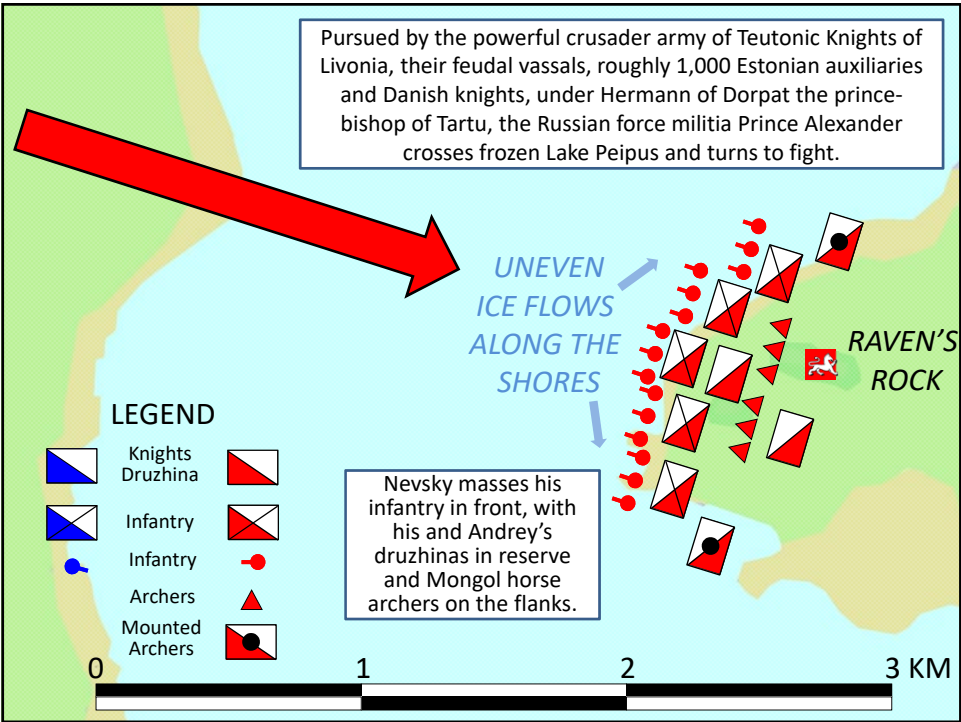 Pursued by the powerful crusader army of Teutonic Knights of
Livonia, their feudal vassals, roughly 1,000 Estonian auxiliaries
and Danish knights, under Hermann of Dorpat the prince-
bishop of Tartu, the Russian force militia Prince Alexander
crosses frozen Lake Peipus and turns to fight.
UNEVEN
ICE FLOWS
ALONG THE
SHORES
RAVEN'S
ROCK
LEGEND
Knights
Druzhina
Infantry
Infantry
Archers
Mounted
Archers
Nevsky masses his
infantry in front, with
his and Andrey's
druzhinas in reserve
and Mongol horse
archers on the flanks.
0 1 2 3 KM